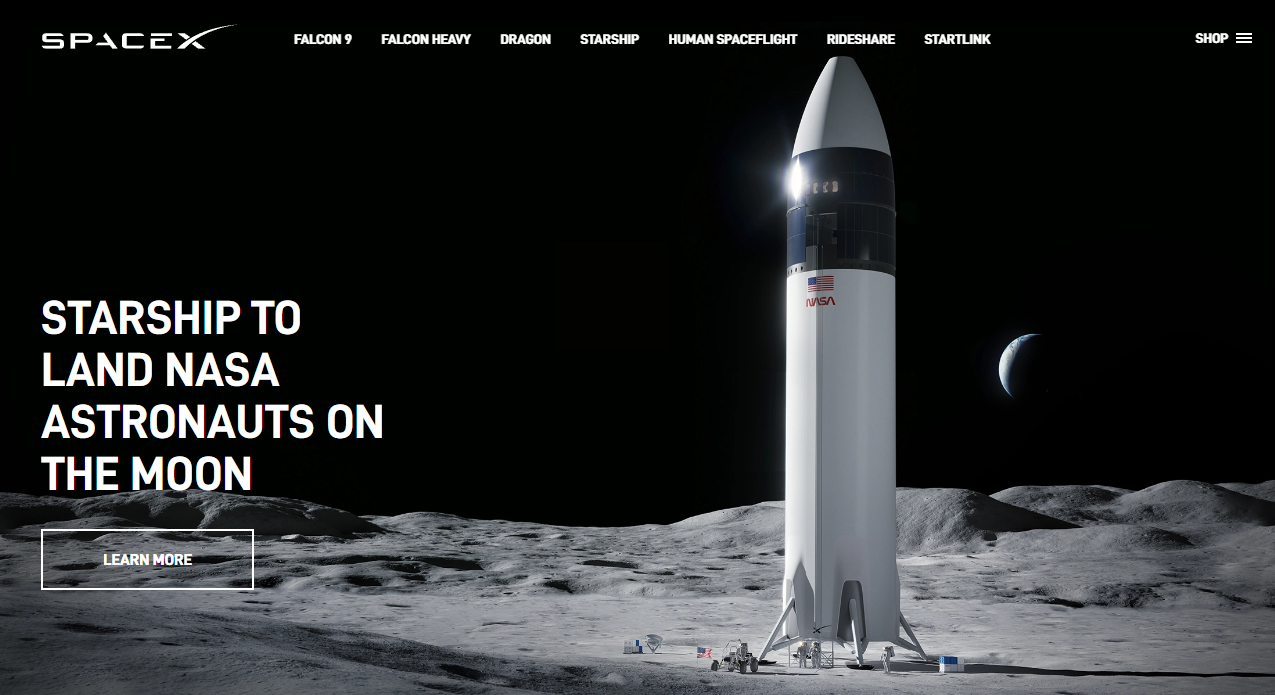 SPACEX
FALCON 9
FALCON HEAVY
DRAGON
STARSHIP
HUMAN SPACEFLIGHT
RIDESHARE
STARTLINK
SHOP
NASA
STARSHIP TO
LAND NASA
ASTRONAUTS ON
THE MOON
LEARN MORE